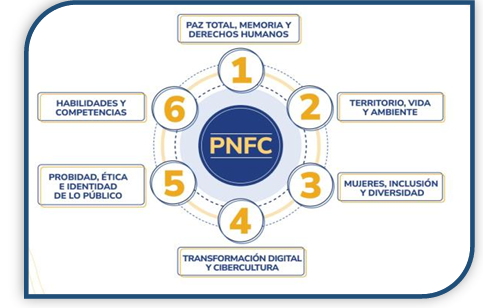 PAZ TOTAL, MEMORIA Y
DERECHOS HUMANOS
1
2
TERRITORIO, VIDA
Y AMBIENTE
3
MUJERES, INCLUSIÓN
Y DIVERSIDAD
4
TRANSFORMACIÓN DIGITAL
Y CIBERCULTURA
5
PROBIDAD, ÉTICA
E IDENTIDAD
DE LO PÚBLICO
6
HABILIDADES Y
COMPETENCIAS
PNFC